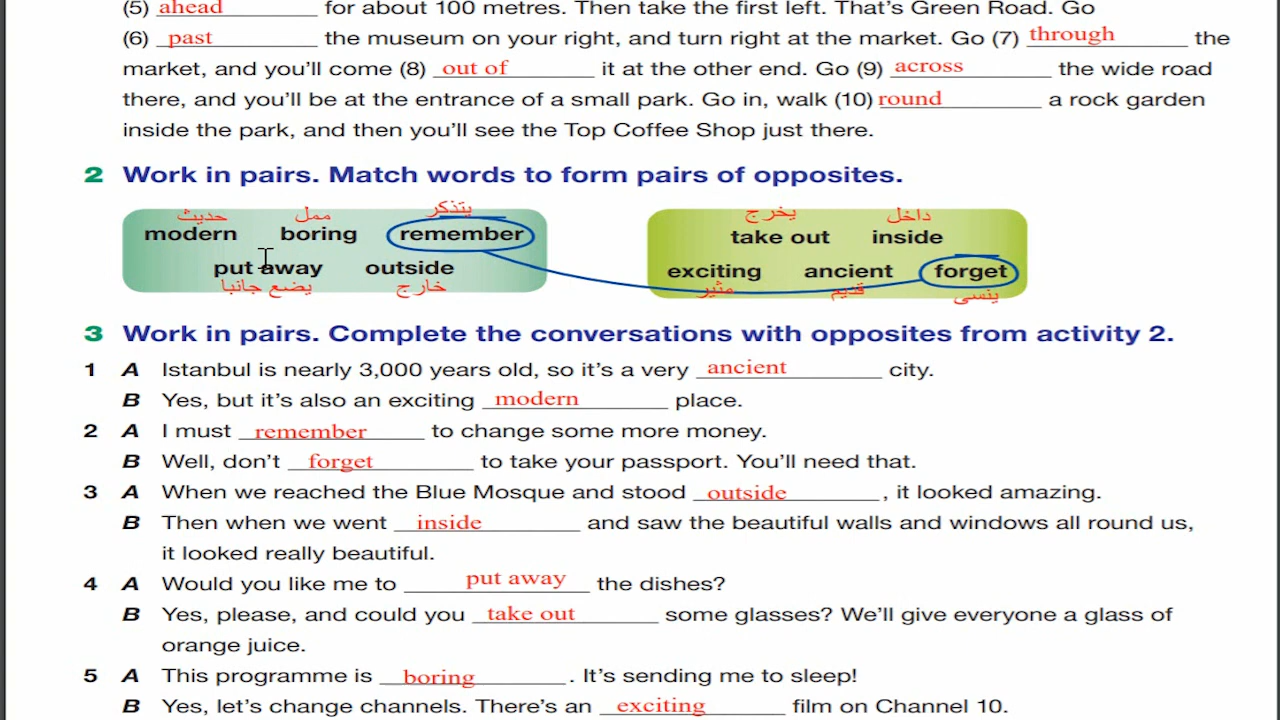 (5) ahead for about 100 metres. Then take the first left. That's Green Road. Go
(6) past the museum on your right, and turn right at the market. Go (7) through the
market, and you'll come (8) out of it at the other end. Go (9) across the wide road
there, and you'll be at the entrance of a small park. Go in, walk (10) round a rock garden
inside the park, and then you'll see the Top Coffee Shop just there.
2 Work in pairs. Match words to form pairs of opposites.
حديث ممل يتذكر
modern boring remember
put away outside
يضع جانبا خارج
يخرج داخل
take out inside
exciting ancient forget
مثير قديم ينسى
3 Work in pairs. Complete the conversations with opposites from activity 2.
1 A Istanbul is nearly 3,000 years old, so it's a very ancient city.
B Yes, but it's also an exciting modern place.
2 A I must remember to change some more money.
B Well, don't forget to take your passport. You'll need that.
3 A When we reached the Blue Mosque and stood outside, it looked amazing.
B Then when we went inside and saw the beautiful walls and windows all round us,
it looked really beautiful.
4 A Would you like me to put away the dishes?
B Yes, please, and could you take out some glasses? We'll give everyone a glass of
orange juice.
5 A This programme is boring. It's sending me to sleep!
B Yes, let's change channels. There's an exciting film on Channel 10.